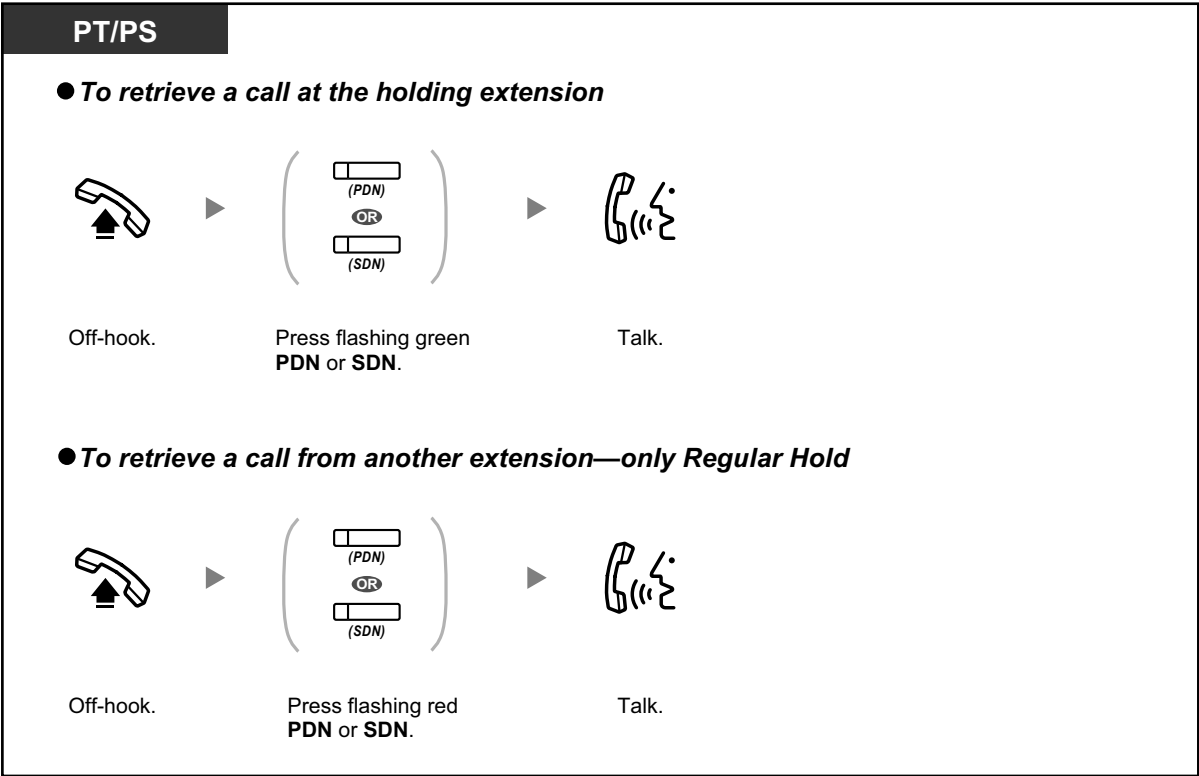 PT/PS
● To retrieve a call at the holding extension
(PDN)
OR
(SDN)
Off-hook.
Press flashing green
PDN or SDN.
Talk.
● To retrieve a call from another extension—only Regular Hold
(PDN)
OR
(SDN)
Off-hook.
Press flashing red
PDN or SDN.
Talk.